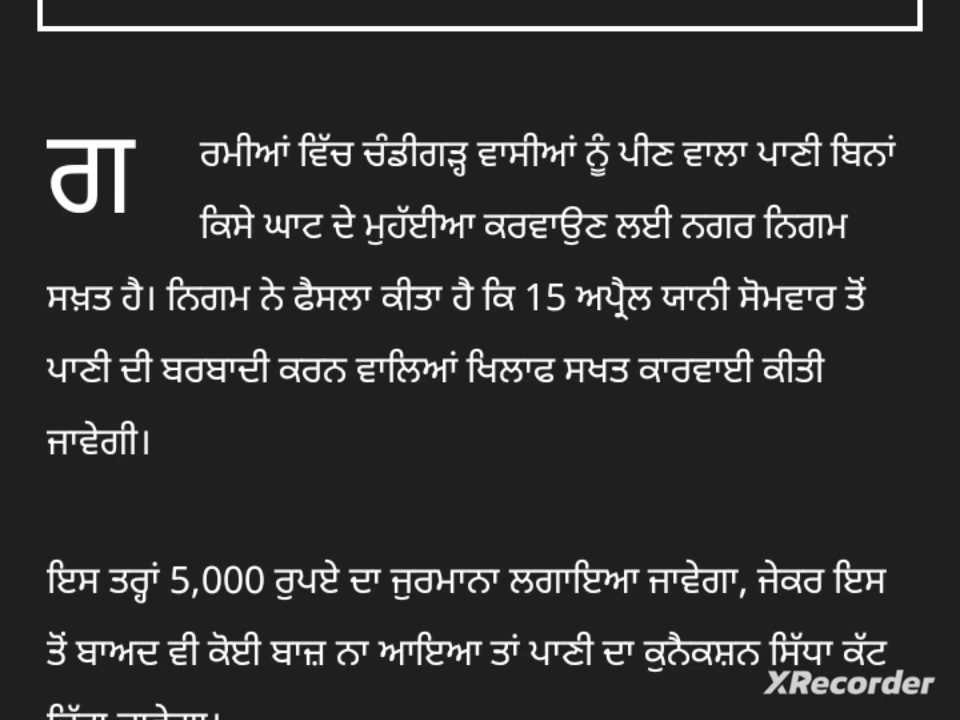 ਗਰਮੀਆਂ ਵਿੱਚ ਚੰਡੀਗੜ੍ਹ ਵਾਸੀਆਂ ਨੂੰ ਪੀਣ ਵਾਲਾ ਪਾਣੀ ਬਿਨਾਂ
ਕਿਸੇ ਘਾਟ ਦੇ ਮੁਹੱਈਆ ਕਰਵਾਉਣ ਲਈ ਨਗਰ ਨਿਗਮ
ਸਖ਼ਤ ਹੈ। ਨਿਗਮ ਨੇ ਫੈਸਲਾ ਕੀਤਾ ਹੈ ਕਿ 15 ਅਪ੍ਰੈਲ ਯਾਨੀ ਸੋਮਵਾਰ ਤੋਂ
ਪਾਣੀ ਦੀ ਬਰਬਾਦੀ ਕਰਨ ਵਾਲਿਆਂ ਖਿਲਾਫ ਸਖਤ ਕਾਰਵਾਈ ਕੀਤੀ
ਜਾਵੇਗੀ।
ਇਸ ਤਰ੍ਹਾਂ 5,000 ਰੁਪਏ ਦਾ ਜੁਰਮਾਨਾ ਲਗਾਇਆ ਜਾਵੇਗਾ, ਜੇਕਰ ਇਸ
ਤੋਂ ਬਾਅਦ ਵੀ ਕੋਈ ਬਾਜ਼ ਨਾ ਆਇਆ ਤਾਂ ਪਾਣੀ ਦਾ ਕੁਨੈਕਸ਼ਨ ਸਿੱਧਾ ਕੱਟ
XRecorder